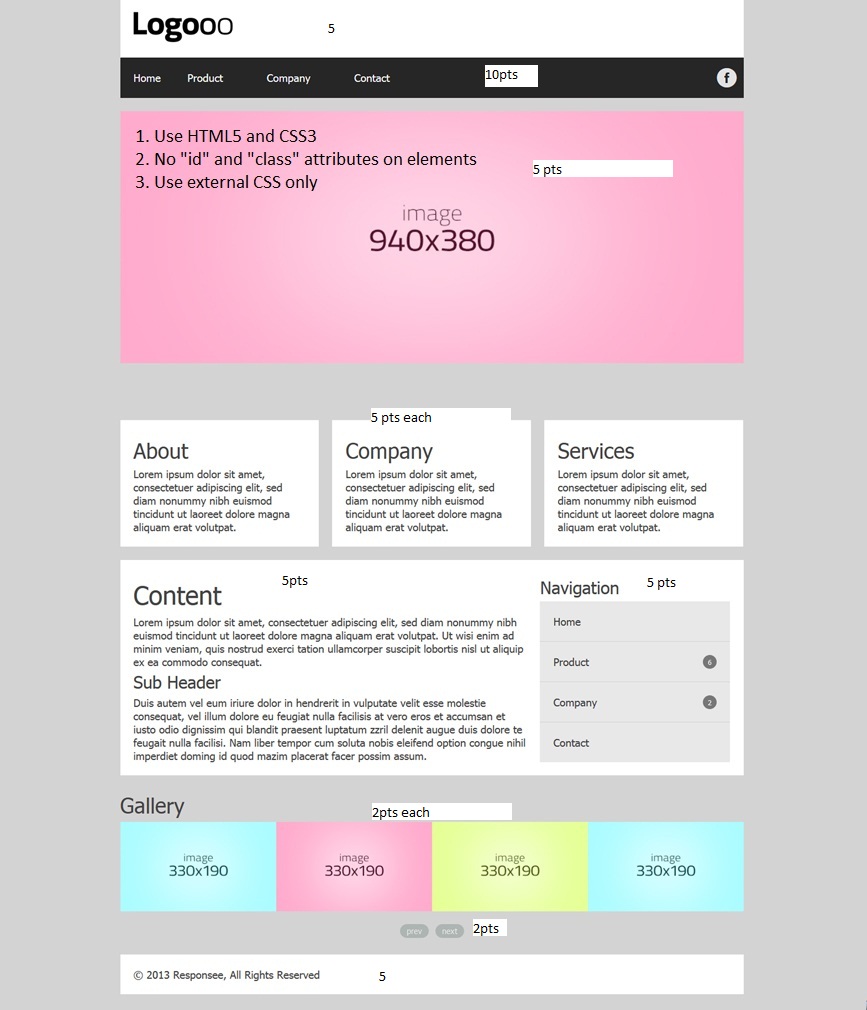 Logooo
5
Home Product Company Contact 10pts f
1. Use HTML5 and CSS3
2. No "id" and "class" attributes on elements
3. Use external CSS only
5 pts
image
940x380
5 pts each
About
Lorem ipsum dolor sit amet,
consectetuer adipiscing elit, sed
diam nonummy nibh euismod
tincidunt ut laoreet dolore magna
aliquam erat volutpat.
Company
Lorem ipsum dolor sit amet,
consectetuer adipiscing elit, sed
diam nonummy nibh euismod
tincidunt ut laoreet dolore magna
aliquam erat volutpat.
Services
Lorem ipsum dolor sit amet,
consectetuer adipiscing elit, sed
diam nonummy nibh euismod
tincidunt ut laoreet dolore magna
aliquam erat volutpat.
5pts
Content
Lorem ipsum dolor sit amet, consectetuer adipiscing elit, sed diam nonummy nibh
euismod tincidunt ut laoreet dolore magna aliquam erat volutpat. Ut wisi enim ad
minim veniam, quis nostrud exerci tation ullamcorper suscipit lobortis nisl ut aliquip
ex ea commodo consequat.
Sub Header
Duis autem vel eum iriure dolor in hendrerit in vulputate velit esse molestie
consequat, vel illum dolore eu feugiat nulla facilisis at vero eros et accumsan et
iusto odio dignissim qui blandit praesent luptatum zzril delenit augue duis dolore te
feugait nulla facilisi. Nam liber tempor cum soluta nobis eleifend option congue nihil
imperdiet doming id quod mazim placerat facer possim assum.
Navigation 5 pts
Home
Product 6
Company 2
Contact
Gallery
2pts each
image
330x190
image
330x190
image
330x190
image
330x190
prev next 2pts
© 2013 Responsee, All Rights Reserved 5